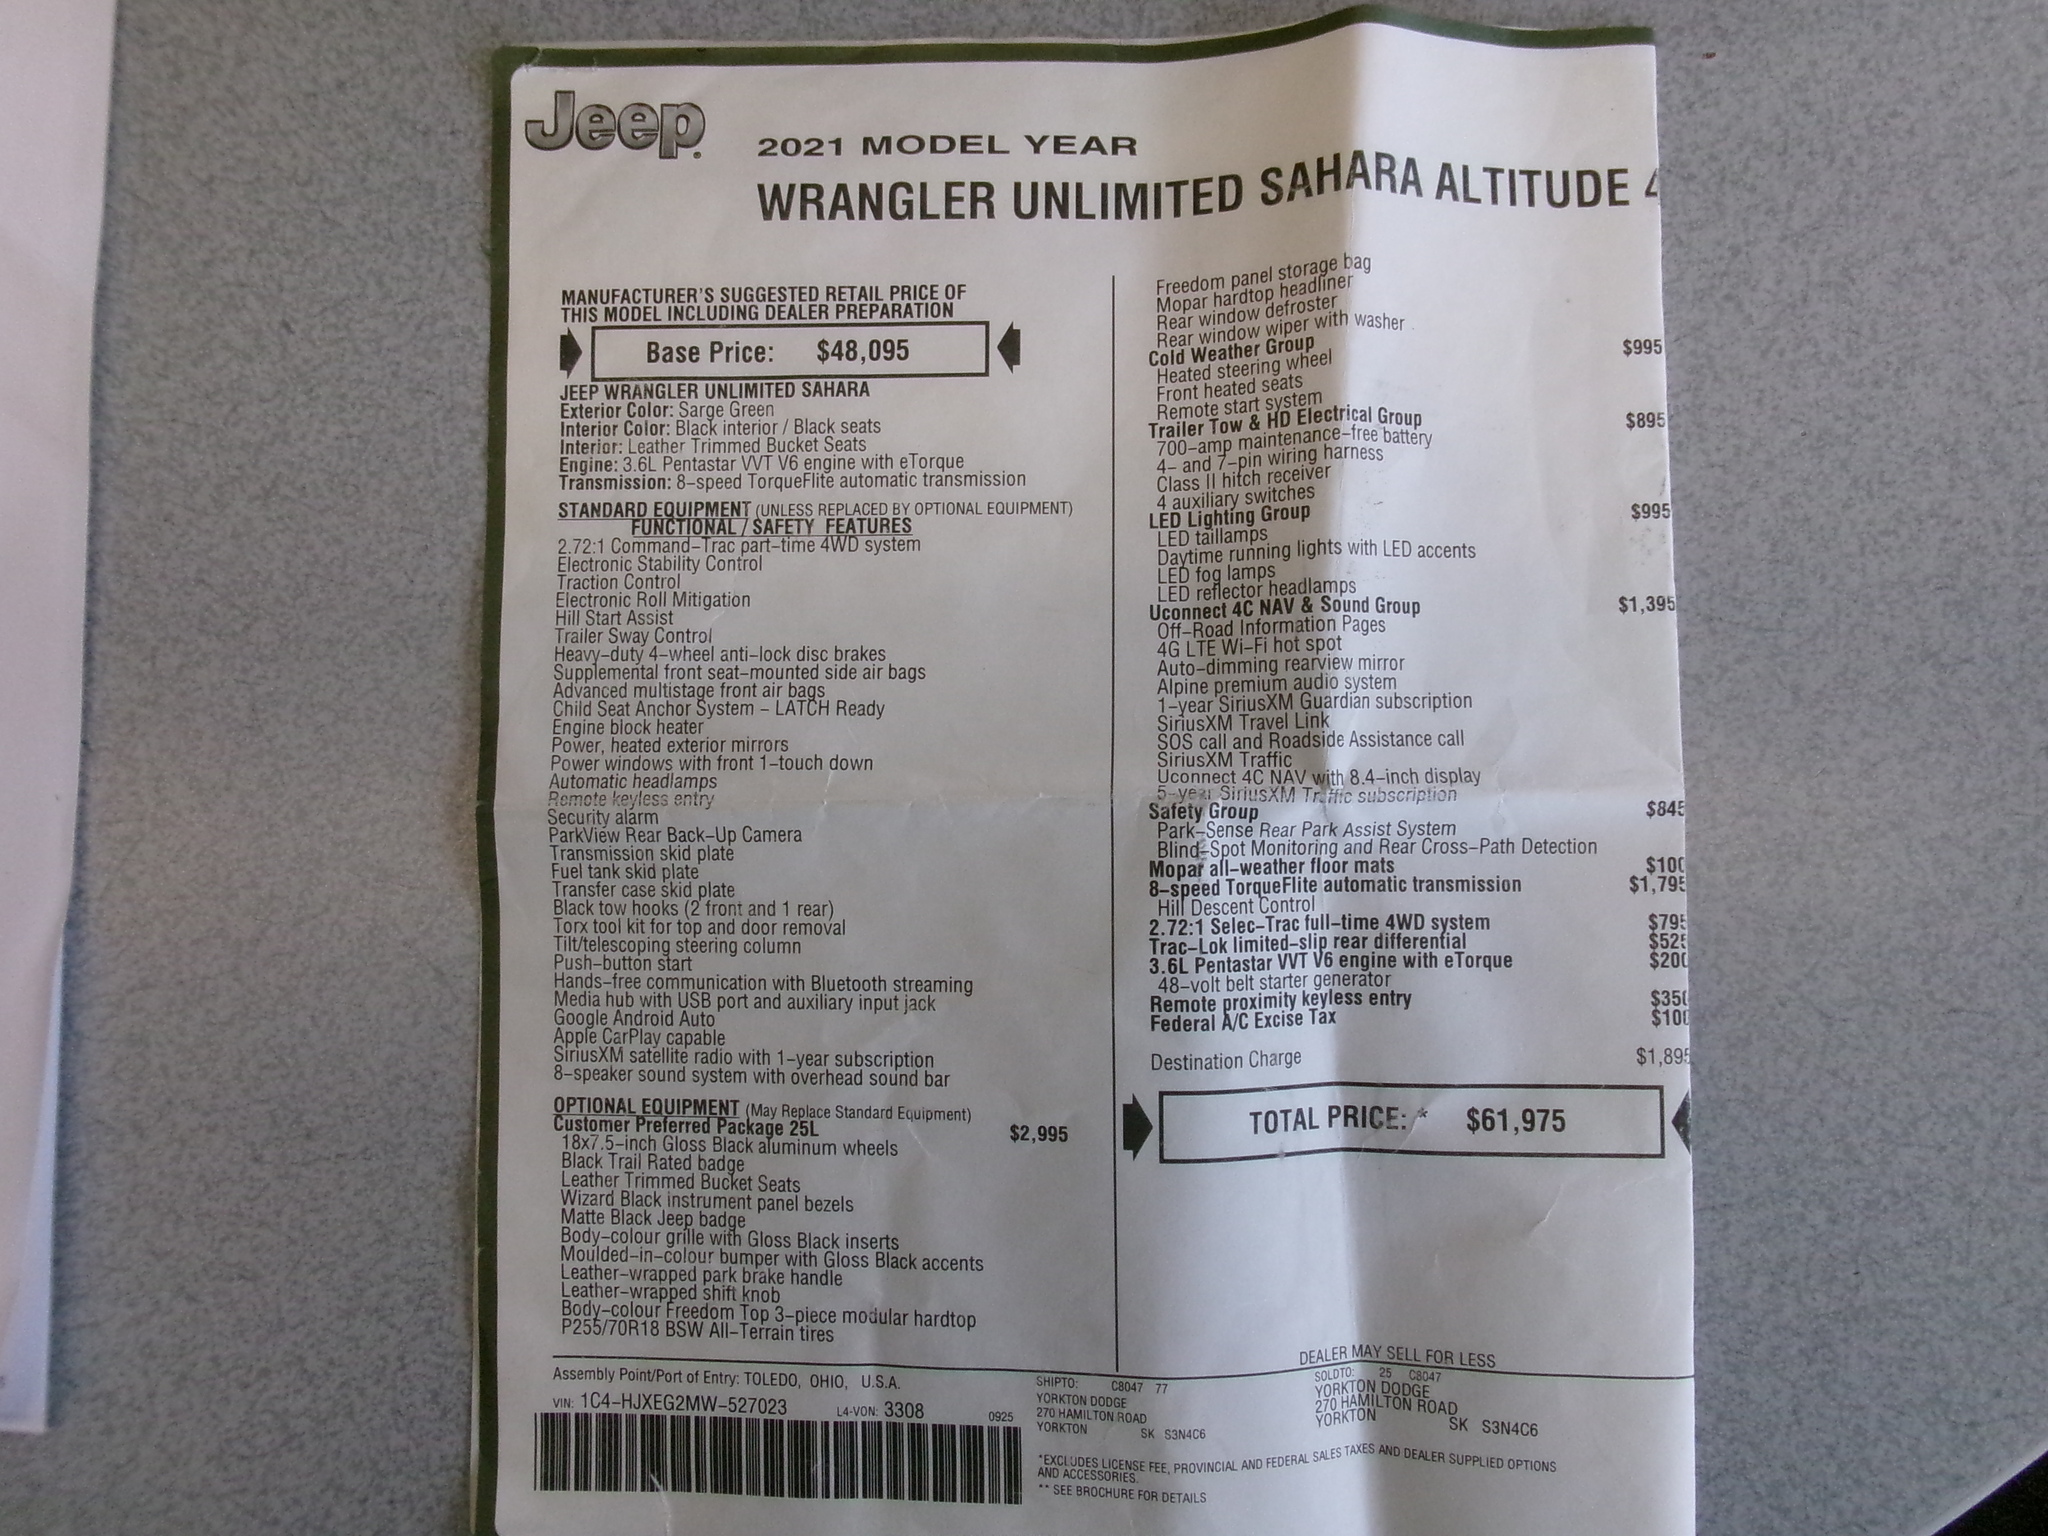 Jeep
2021 MODEL YEAR
WRANGLER UNLIMITED SAHARA ALTITUDE 4
MANUFACTURER'S SUGGESTED RETAIL PRICE OF
THIS MODEL INCLUDING DEALER PREPARATION
Base Price: $48,095
JEEP WRANGLER UNLIMITED SAHARA
Exterior Color: Sarge Green
Interior Color: Black interior / Black seats
Interior: Leather Trimmed Bucket Seats
Engine: 3.6L Pentastar VVT V6 engine with eTorque
Transmission: 8-speed TorqueFlite automatic transmission
STANDARD EQUIPMENT (UNLESS REPLACED BY OPTIONAL EQUIPMENT)
FUNCTIONAL / SAFETY FEATURES
2.72:1 Command-Trac part-time 4WD system
Electronic Stability Control
Traction Control
Electronic Roll Mitigation
Hill Start Assist
Trailer Sway Control
Heavy-duty 4-wheel anti-lock disc brakes
Supplemental front seat-mounted side air bags
Advanced multistage front air bags
Child Seat Anchor System - LATCH Ready
Engine block heater
Power, heated exterior mirrors
Power windows with front 1-touch down
Automatic headlamps
Remote keyless entry
Security alarm
ParkView Rear Back-Up Camera
Transmission skid plate
Fuel tank skid plate
Transfer case skid plate
Black tow hooks (2 front and 1 rear)
Torx tool kit for top and door removal
Tilt/telescoping steering column
Push-button start
Hands-free communication with Bluetooth streaming
Media hub with USB port and auxiliary input jack
Google Android Auto
Apple CarPlay capable
SiriusXM satellite radio with 1-year subscription
8-speaker sound system with overhead sound bar
OPTIONAL EQUIPMENT (May Replace Standard Equipment)
Customer Preferred Package 25L $2,995
18x7.5-inch Gloss Black aluminum wheels
Black Trail Rated badge
Leather Trimmed Bucket Seats
Wizard Black instrument panel bezels
Matte Black Jeep badge
Body-colour grille with Gloss Black inserts
Moulded-in-colour bumper with Gloss Black accents
Leather-wrapped park brake handle
Leather-wrapped shift knob
Body-colour Freedom Top 3-piece modular hardtop
P255/70R18 BSW All-Terrain tires
Freedom panel storage bag
Mopar hardtop headliner
Rear window defroster
Rear window wiper with washer
Cold Weather Group $995
Heated steering wheel
Front heated seats
Remote start system
Trailer Tow & HD Electrical Group $895
700-amp maintenance-free battery
4- and 7-pin wiring harness
Class II hitch receiver
4 auxiliary switches
LED Lighting Group $995
LED taillamps
Daytime running lights with LED accents
LED fog lamps
LED reflector headlamps
Uconnect 4C NAV & Sound Group $1,395
Off-Road Information Pages
4G LTE Wi-Fi hot spot
Auto-dimming rearview mirror
Alpine premium audio system
1-year SiriusXM Guardian subscription
SiriusXM Travel Link
SOS call and Roadside Assistance call
SiriusXM Traffic
Uconnect 4C NAV with 8.4-inch display
5-year SiriusXM Traffic subscription
Safety Group $845
Park-Sense Rear Park Assist System
Blind-Spot Monitoring and Rear Cross-Path Detection
Mopar all-weather floor mats $100
8-speed TorqueFlite automatic transmission $1,795
Hill Descent Control
2.72:1 Selec-Trac full-time 4WD system $795
Trac-Lok limited-slip rear differential $525
3.6L Pentastar VVT V6 engine with eTorque $200
48-volt belt starter generator
Remote proximity keyless entry $350
Federal A/C Excise Tax $100
Destination Charge $1,895
TOTAL PRICE: * $61,975
DEALER MAY SELL FOR LESS
Assembly Point/Port of Entry: TOLEDO, OHIO, U.S.A.
VIN: 1C4-HJXEG2MW-527023 L4-VON: 3308 0925
SHIPTO: C8047 77
YORKTON DODGE
270 HAMILTON ROAD
YORKTON SK S3N4C6
SOLDTO: 25 C8047
YORKTON DODGE
270 HAMILTON ROAD
YORKTON SK S3N4C6
*EXCLUDES LICENSE FEE, PROVINCIAL AND FEDERAL SALES TAXES AND DEALER SUPPLIED OPTIONS
AND ACCESSORIES.
** SEE BROCHURE FOR DETAILS